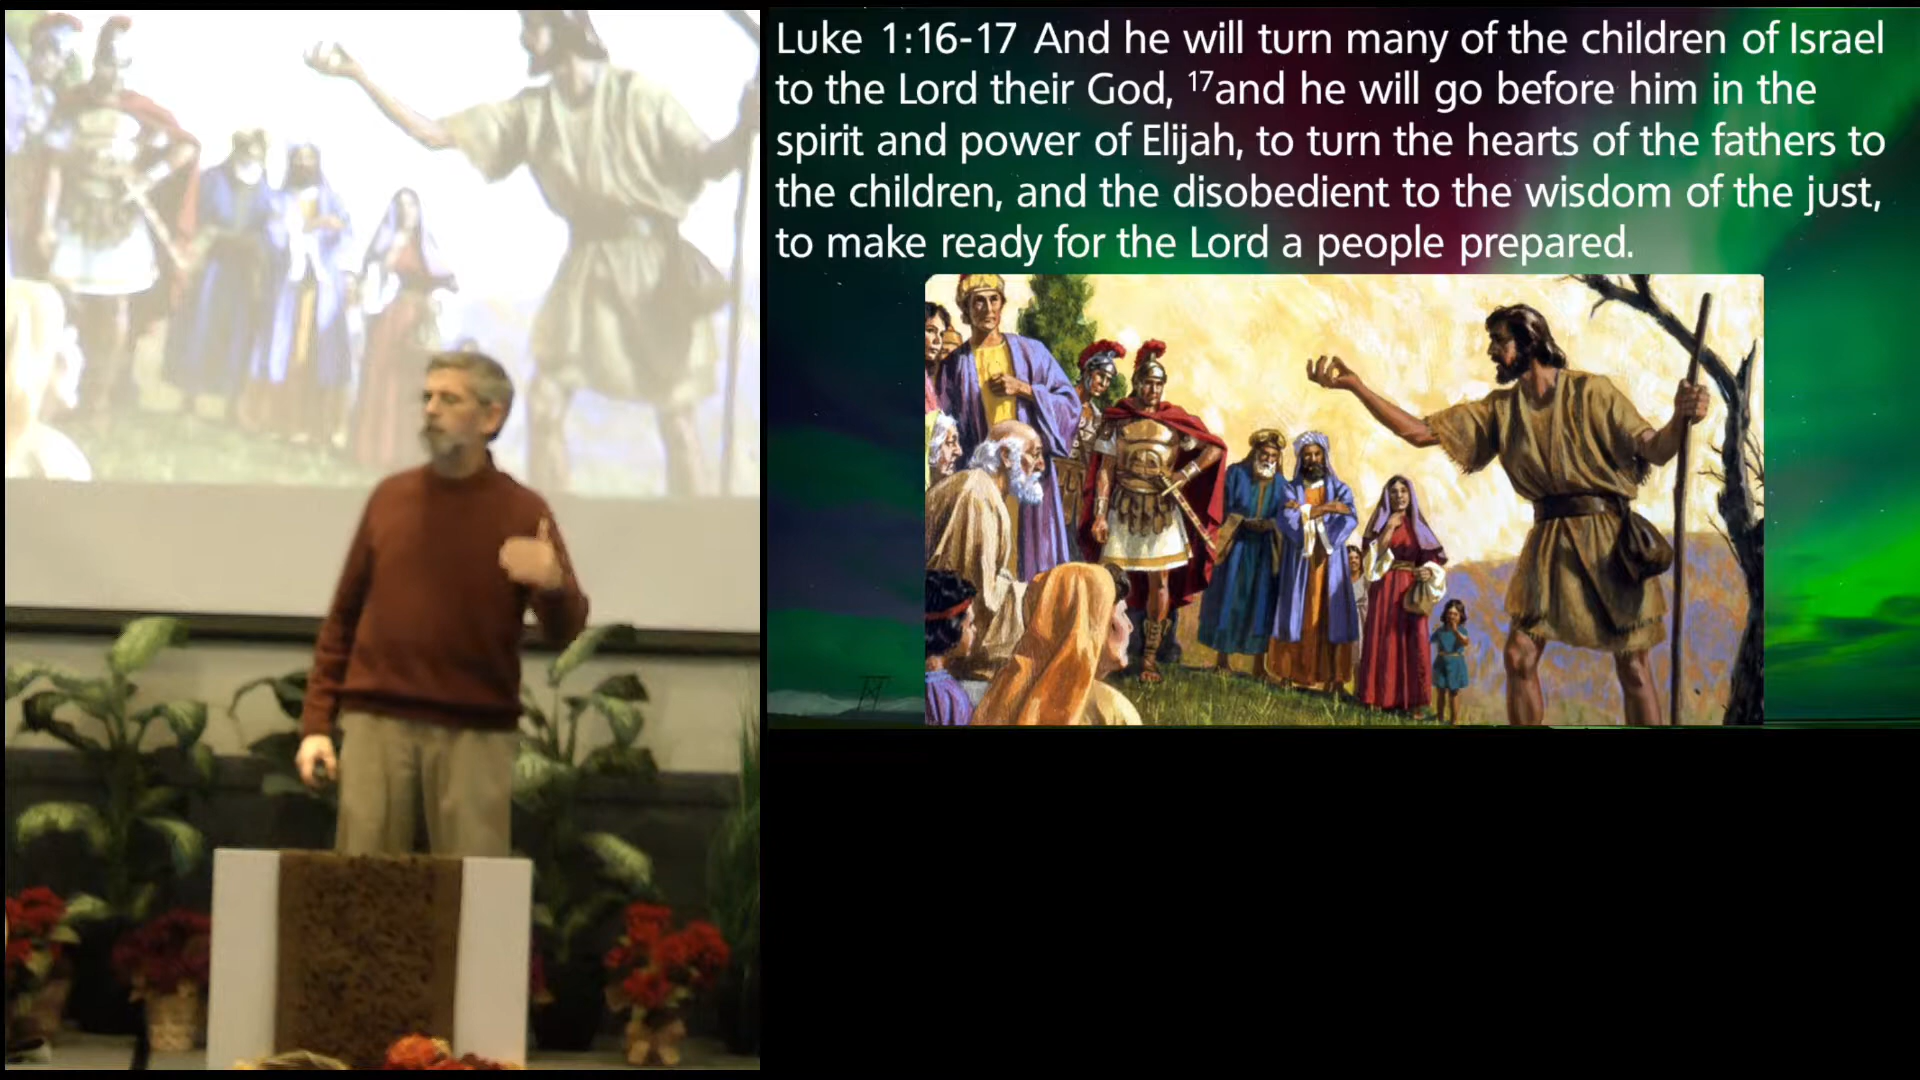 Luke 1:16-17 And he will turn many of the children of Israel
to the Lord their God, ¹⁷and he will go before him in the
spirit and power of Elijah, to turn the hearts of the fathers to
the children, and the disobedient to the wisdom of the just,
to make ready for the Lord a people prepared.